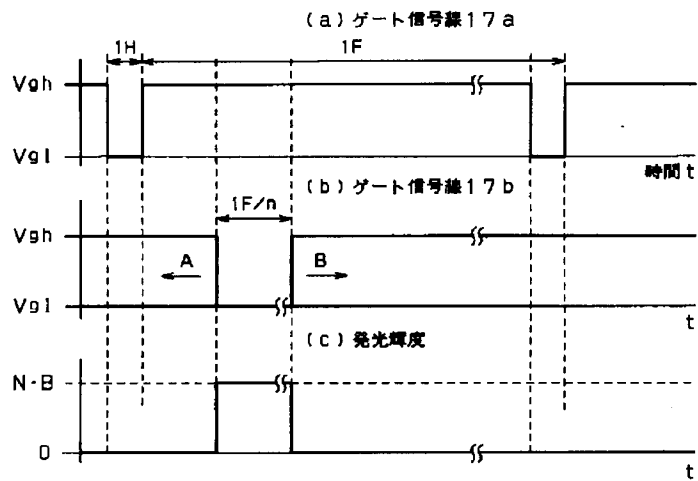 (a)ゲート信号線17a
1H
1F
Vgh
Vgl
時間t
(b)ゲート信号線17b
1F/n
Vgh
A
B
Vgl
t
(c)発光輝度
N・B
0
t